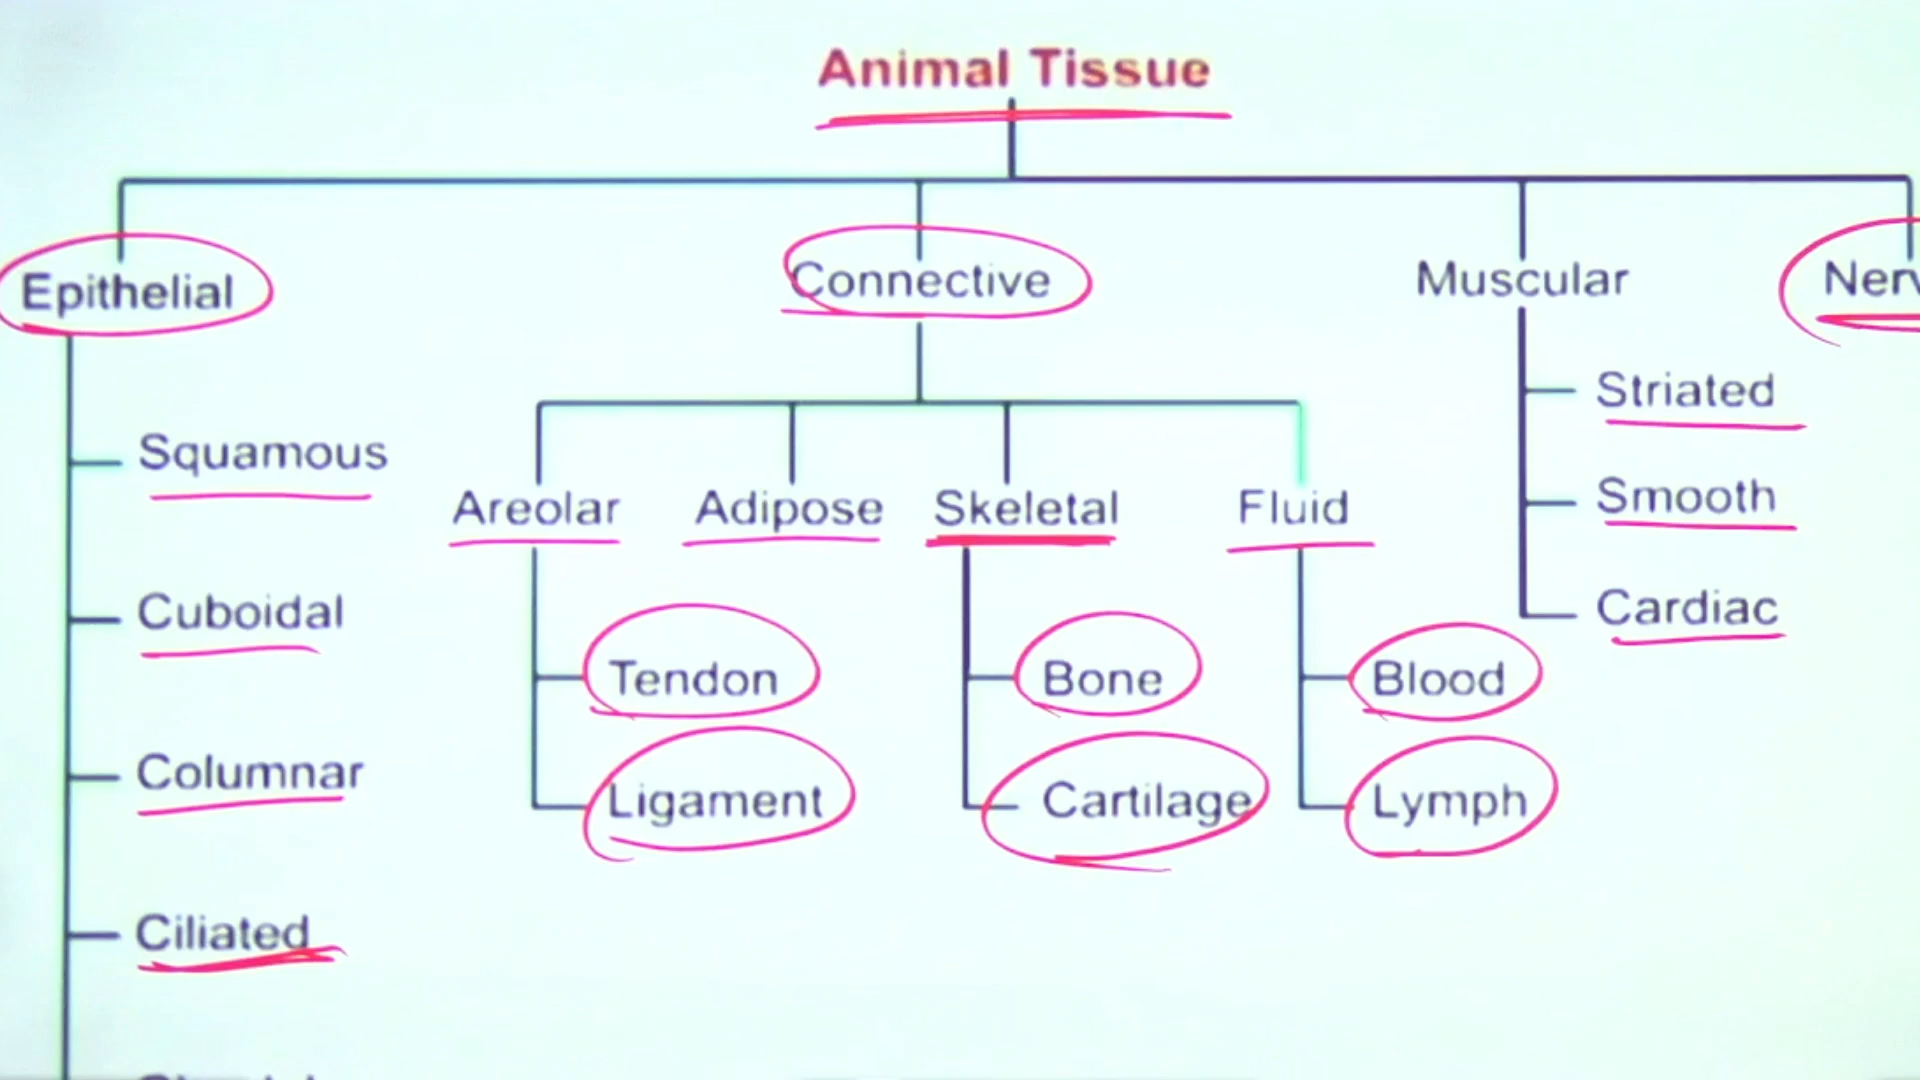 Animal Tissue
Epithelial
Connective
Muscular
Squamous
Cuboidal
Columnar
Ciliated
Areolar
Adipose
Skeletal
Fluid
Tendon
Ligament
Bone
Cartilage
Blood
Lymph
Striated
Smooth
Cardiac